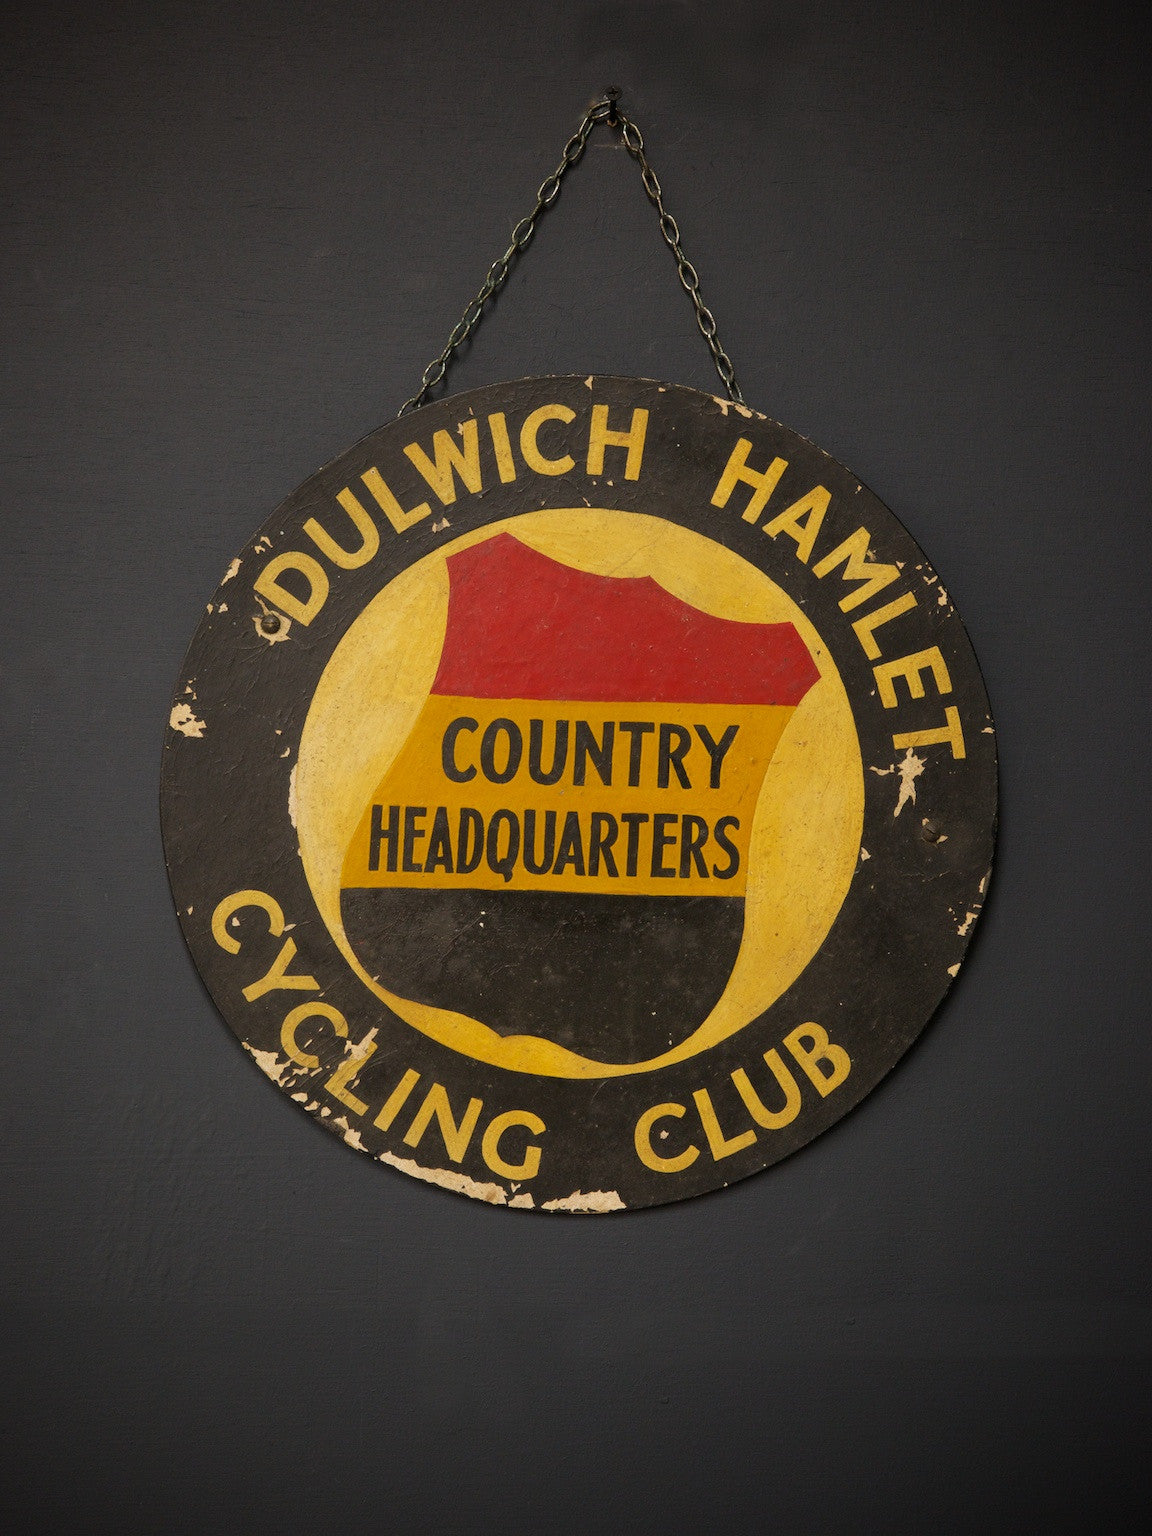 DULWICH HAMLET
COUNTRY
HEADQUARTERS
CYCLING CLUB